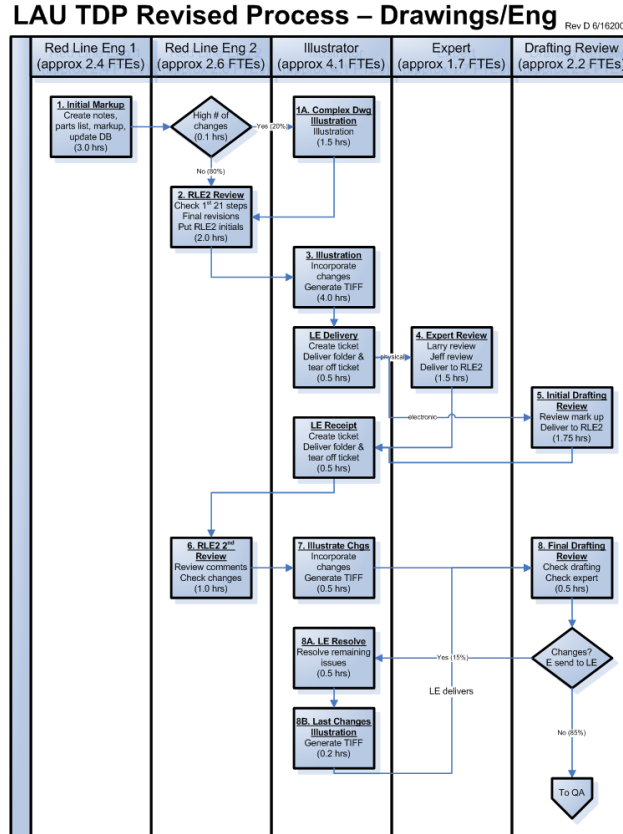 LAU TDP Revised Process – Drawings/Eng
Rev D 6/16200
Red Line Eng 1
(approx 2.4 FTEs)
Red Line Eng 2
(approx 2.6 FTEs)
Illustrator
(approx 4.1 FTEs)
Expert
(approx 1.7 FTEs)
Drafting Review
(approx 2.2 FTEs)
1. Initial Markup
Create notes,
parts list, markup,
update DB
(3.0 hrs)
High # of
changes
(0.1 hrs)
Yes (20%)
1A. Complex Dwg
Illustration
Illustration
(1.5 hrs)
No (80%)
2. RLE2 Review
Check 1st 21 steps
Final revisions
Put RLE2 initials
(2.0 hrs)
3. Illustration
Incorporate
changes
Generate TIFF
(4.0 hrs)
LE Delivery
Create ticket
Deliver folder &
tear off ticket
(0.5 hrs)
physical
4. Expert Review
Larry review
Jeff review
Deliver to RLE2
(1.5 hrs)
electronic
5. Initial Drafting
Review
Review mark up
Deliver to RLE2
(1.75 hrs)
LE Receipt
Create ticket
Deliver folder &
tear off ticket
(0.5 hrs)
6. RLE2 2nd
Review
Review comments
Check changes
(1.0 hrs)
7. Illustrate Chgs
Incorporate
changes
Generate TIFF
(0.5 hrs)
8. Final Drafting
Review
Check drafting
Check expert
(0.5 hrs)
8A. LE Resolve
Resolve remaining
issues
(0.5 hrs)
Yes (15%)
Changes?
E send to LE
LE delivers
8B. Last Changes
Illustration
Generate TIFF
(0.2 hrs)
No (85%)
To QA